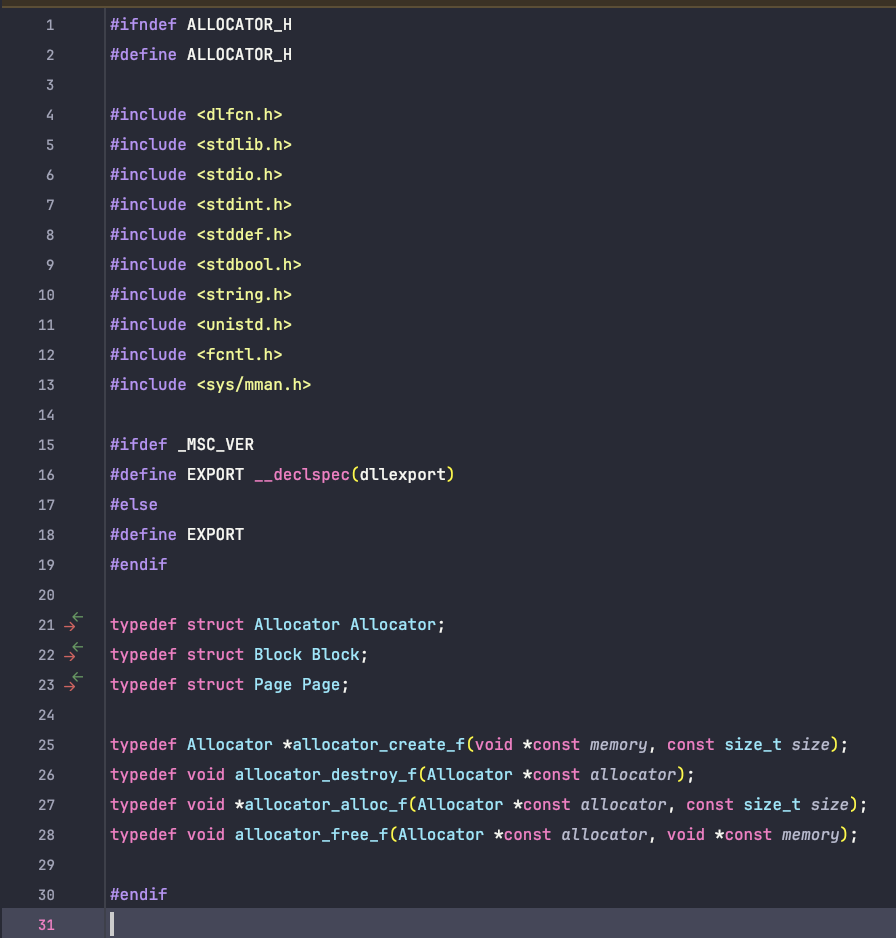 1 #ifndef ALLOCATOR_H
2 #define ALLOCATOR_H
3
4 #include <dlfcn.h>
5 #include <stdlib.h>
6 #include <stdio.h>
7 #include <stdint.h>
8 #include <stddef.h>
9 #include <stdbool.h>
10 #include <string.h>
11 #include <unistd.h>
12 #include <fcntl.h>
13 #include <sys/mman.h>
14
15 #ifdef _MSC_VER
16 #define EXPORT __declspec(dllexport)
17 #else
18 #define EXPORT
19 #endif
20
21 typedef struct Allocator Allocator;
22 typedef struct Block Block;
23 typedef struct Page Page;
24
25 typedef Allocator *allocator_create_f(void *const memory, const size_t size);
26 typedef void allocator_destroy_f(Allocator *const allocator);
27 typedef void *allocator_alloc_f(Allocator *const allocator, const size_t size);
28 typedef void allocator_free_f(Allocator *const allocator, void *const memory);
29
30 #endif
31